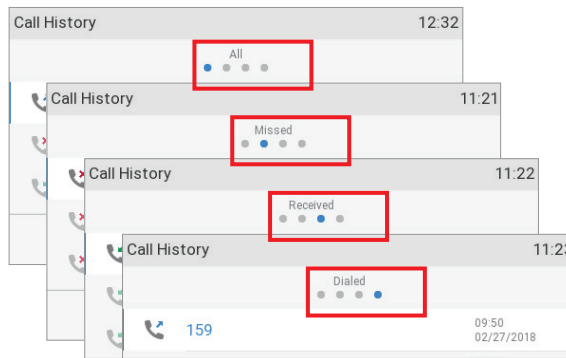 Call History 12:32
All
Call History 11:21
Missed
Call History 11:22
Received
Call History 11:23
Dialed
159 09:50
02/27/2018